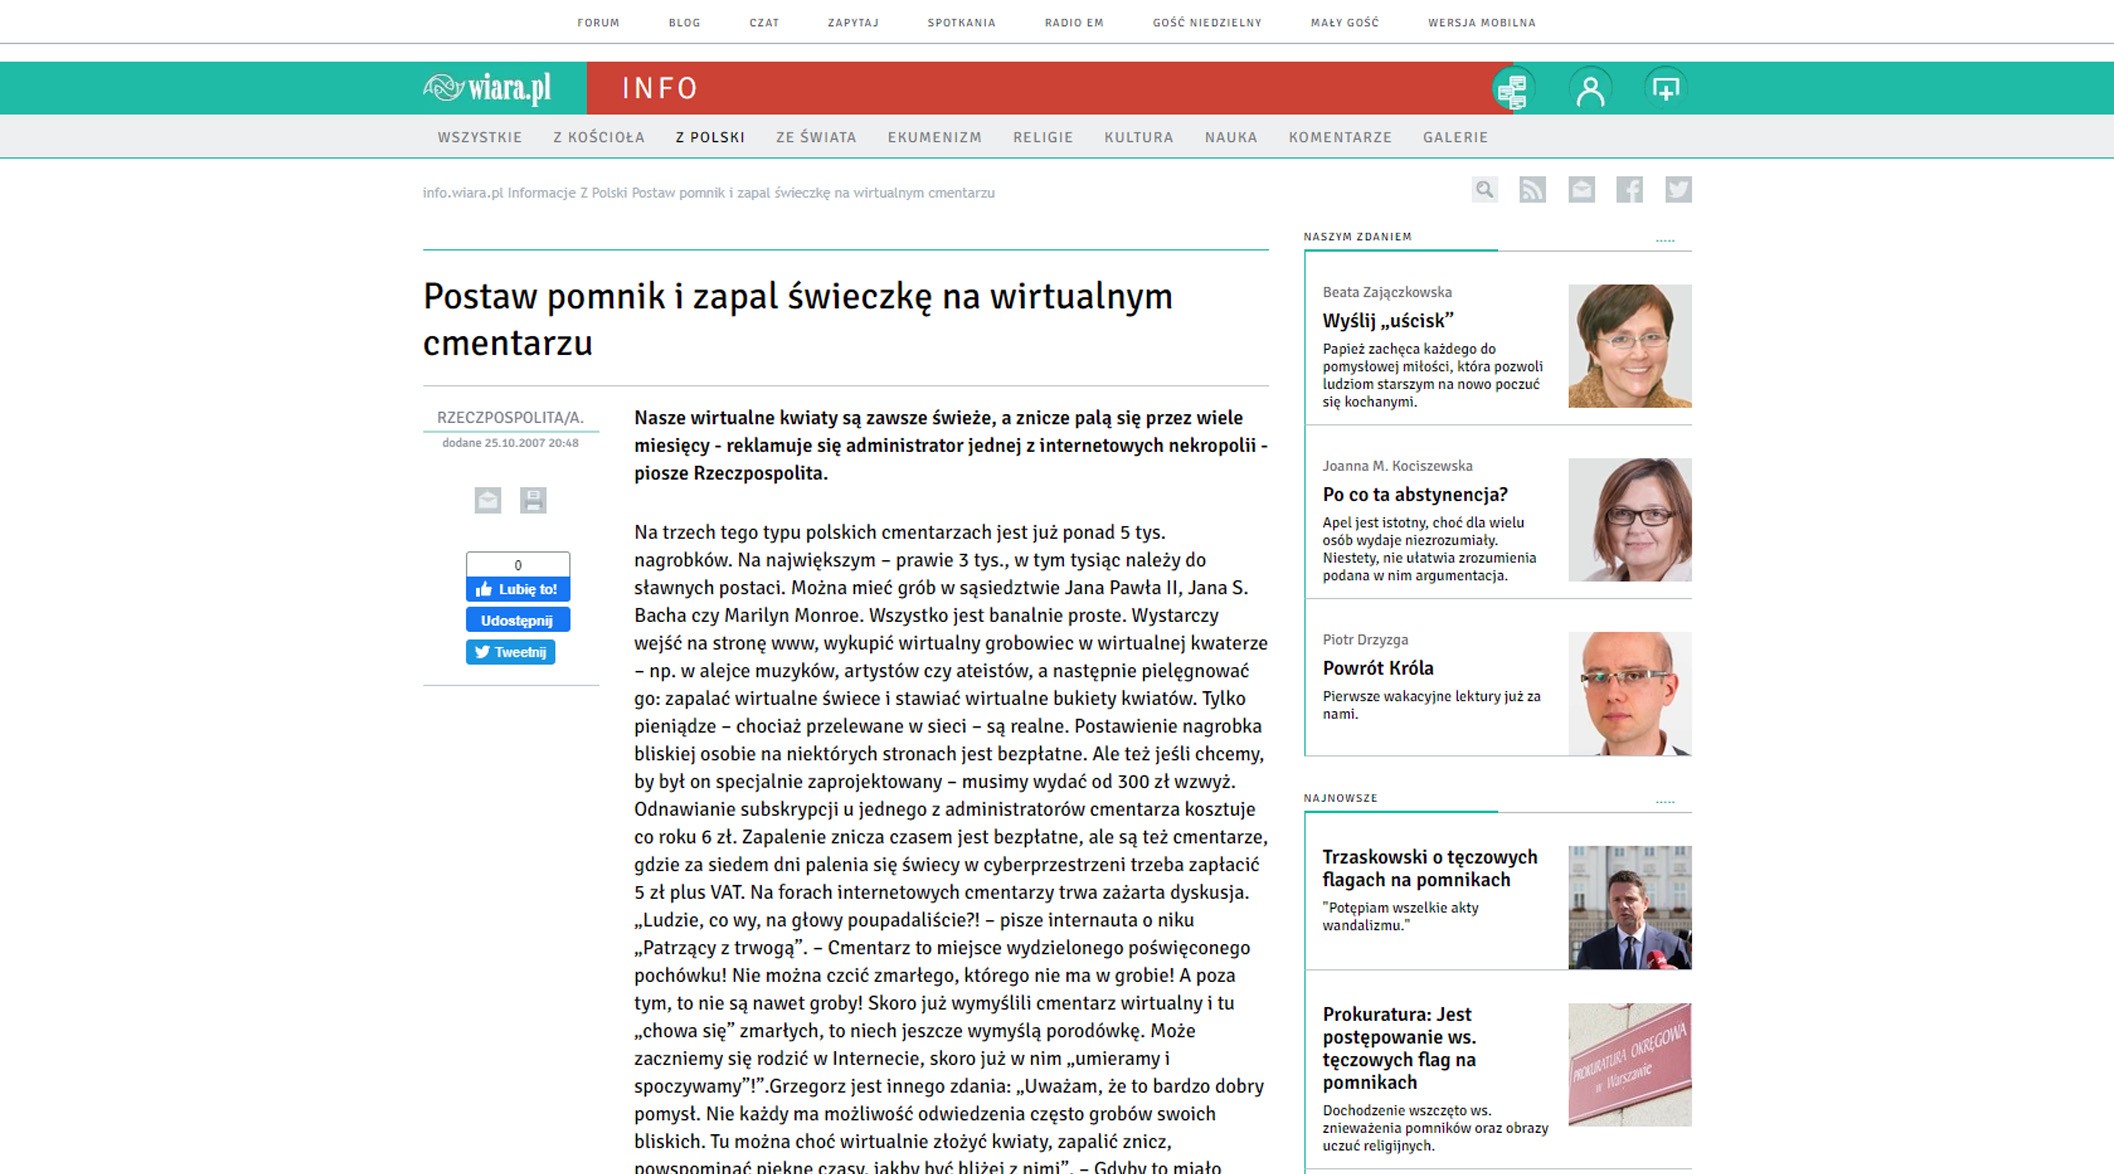 FORUM BLOG CZAT ZAPYTAJ SPOTKANIA RADIO EM GOŚĆ NIEDZIELNY MAŁY GOŚĆ WERSJA MOBILNA
wiara.pl INFO
WSZYSTKIE Z KOŚCIOŁA Z POLSKI ZE ŚWIATA EKUMENIZM RELIGIE KULTURA NAUKA KOMENTARZE GALERIE
info.wiara.pl Informacje Z Polski Postaw pomnik i zapal świeczkę na wirtualnym cmentarzu
Postaw pomnik i zapal świeczkę na wirtualnym
cmentarzu
RZECZPOSPOLITA/A.
dodane 25.10.2007 20:48
0
Lubię to!
Udostępnij
Tweetnij
Nasze wirtualne kwiaty są zawsze świeże, a znicze palą się przez wiele
miesięcy - reklamuje się administrator jednej z internetowych nekropolii -
piosze Rzeczpospolita.
Na trzech tego typu polskich cmentarzach jest już ponad 5 tys.
nagrobków. Na największym – prawie 3 tys., w tym tysiąc należy do
sławnych postaci. Można mieć grób w sąsiedztwie Jana Pawła II, Jana S.
Bacha czy Marilyn Monroe. Wszystko jest banalnie proste. Wystarczy
wejść na stronę www, wykupić wirtualny grobowiec w wirtualnej kwaterze
– np. w alejce muzyków, artystów czy ateistów, a następnie pielęgnować
go: zapalać wirtualne świece i stawiać wirtualne bukiety kwiatów. Tylko
pieniądze – chociaż przelewane w sieci – są realne. Postawienie nagrobka
bliskiej osobie na niektórych stronach jest bezpłatne. Ale też jeśli chcemy,
by był on specjalnie zaprojektowany – musimy wydać od 300 zł wzwyż.
Odnawianie subskrypcji u jednego z administratorów cmentarza kosztuje
co roku 6 zł. Zapalenie znicza czasem jest bezpłatne, ale są też cmentarze,
gdzie za siedem dni palenia się świecy w cyberprzestrzeni trzeba zapłacić
5 zł plus VAT. Na forach internetowych cmentarzy trwa zażarta dyskusja.
„Ludzie, co wy, na głowy poupadaliście?! – pisze internauta o niku
„Patrzący z trwogą”. – Cmentarz to miejsce wydzielonego poświęconego
pochówku! Nie można czcić zmarłego, którego nie ma w grobie! A poza
tym, to nie są nawet groby! Skoro już wymyślili cmentarz wirtualny i tu
„chowa się” zmarłych, to niech jeszcze wymyślą porodówkę. Może
zaczniemy się rodzić w Internecie, skoro już w nim „umieramy i
spoczywamy”!”.Grzegorz jest innego zdania: „Uważam, że to bardzo dobry
pomysł. Nie każdy ma możliwość odwiedzenia często grobów swoich
bliskich. Tu można choć wirtualnie złożyć kwiaty, zapalić znicz,
powspominać piękne czasy, jakby być bliżej z nimi”. – Gdyby to miało
NASZYM ZDANIEM
Beata Zajączkowska
Wyślij „uścisk”
Papież zachęca każdego do
pomysłowej miłości, która pozwoli
ludziom starszym na nowo poczuć
się kochanymi.
Joanna M. Kociszewska
Po co ta abstynencja?
Apel jest istotny, choć dla wielu
osób wydaje niezrozumiały.
Niestety, nie ułatwia zrozumienia
podana w nim argumentacja.
Piotr Drzyzga
Powrót Króla
Pierwsze wakacyjne lektury już za
nami.
NAJNOWSZE
Trzaskowski o tęczowych
flagach na pomnikach
"Potępiam wszelkie akty
wandalizmu."
Prokuratura: Jest
postępowanie ws.
tęczowych flag na
pomnikach
Dochodzenie wszczęto ws.
znieważenia pomników oraz obrazy
uczuć religijnych.
PROKURATURA OKRĘGOWA
w Warszawie